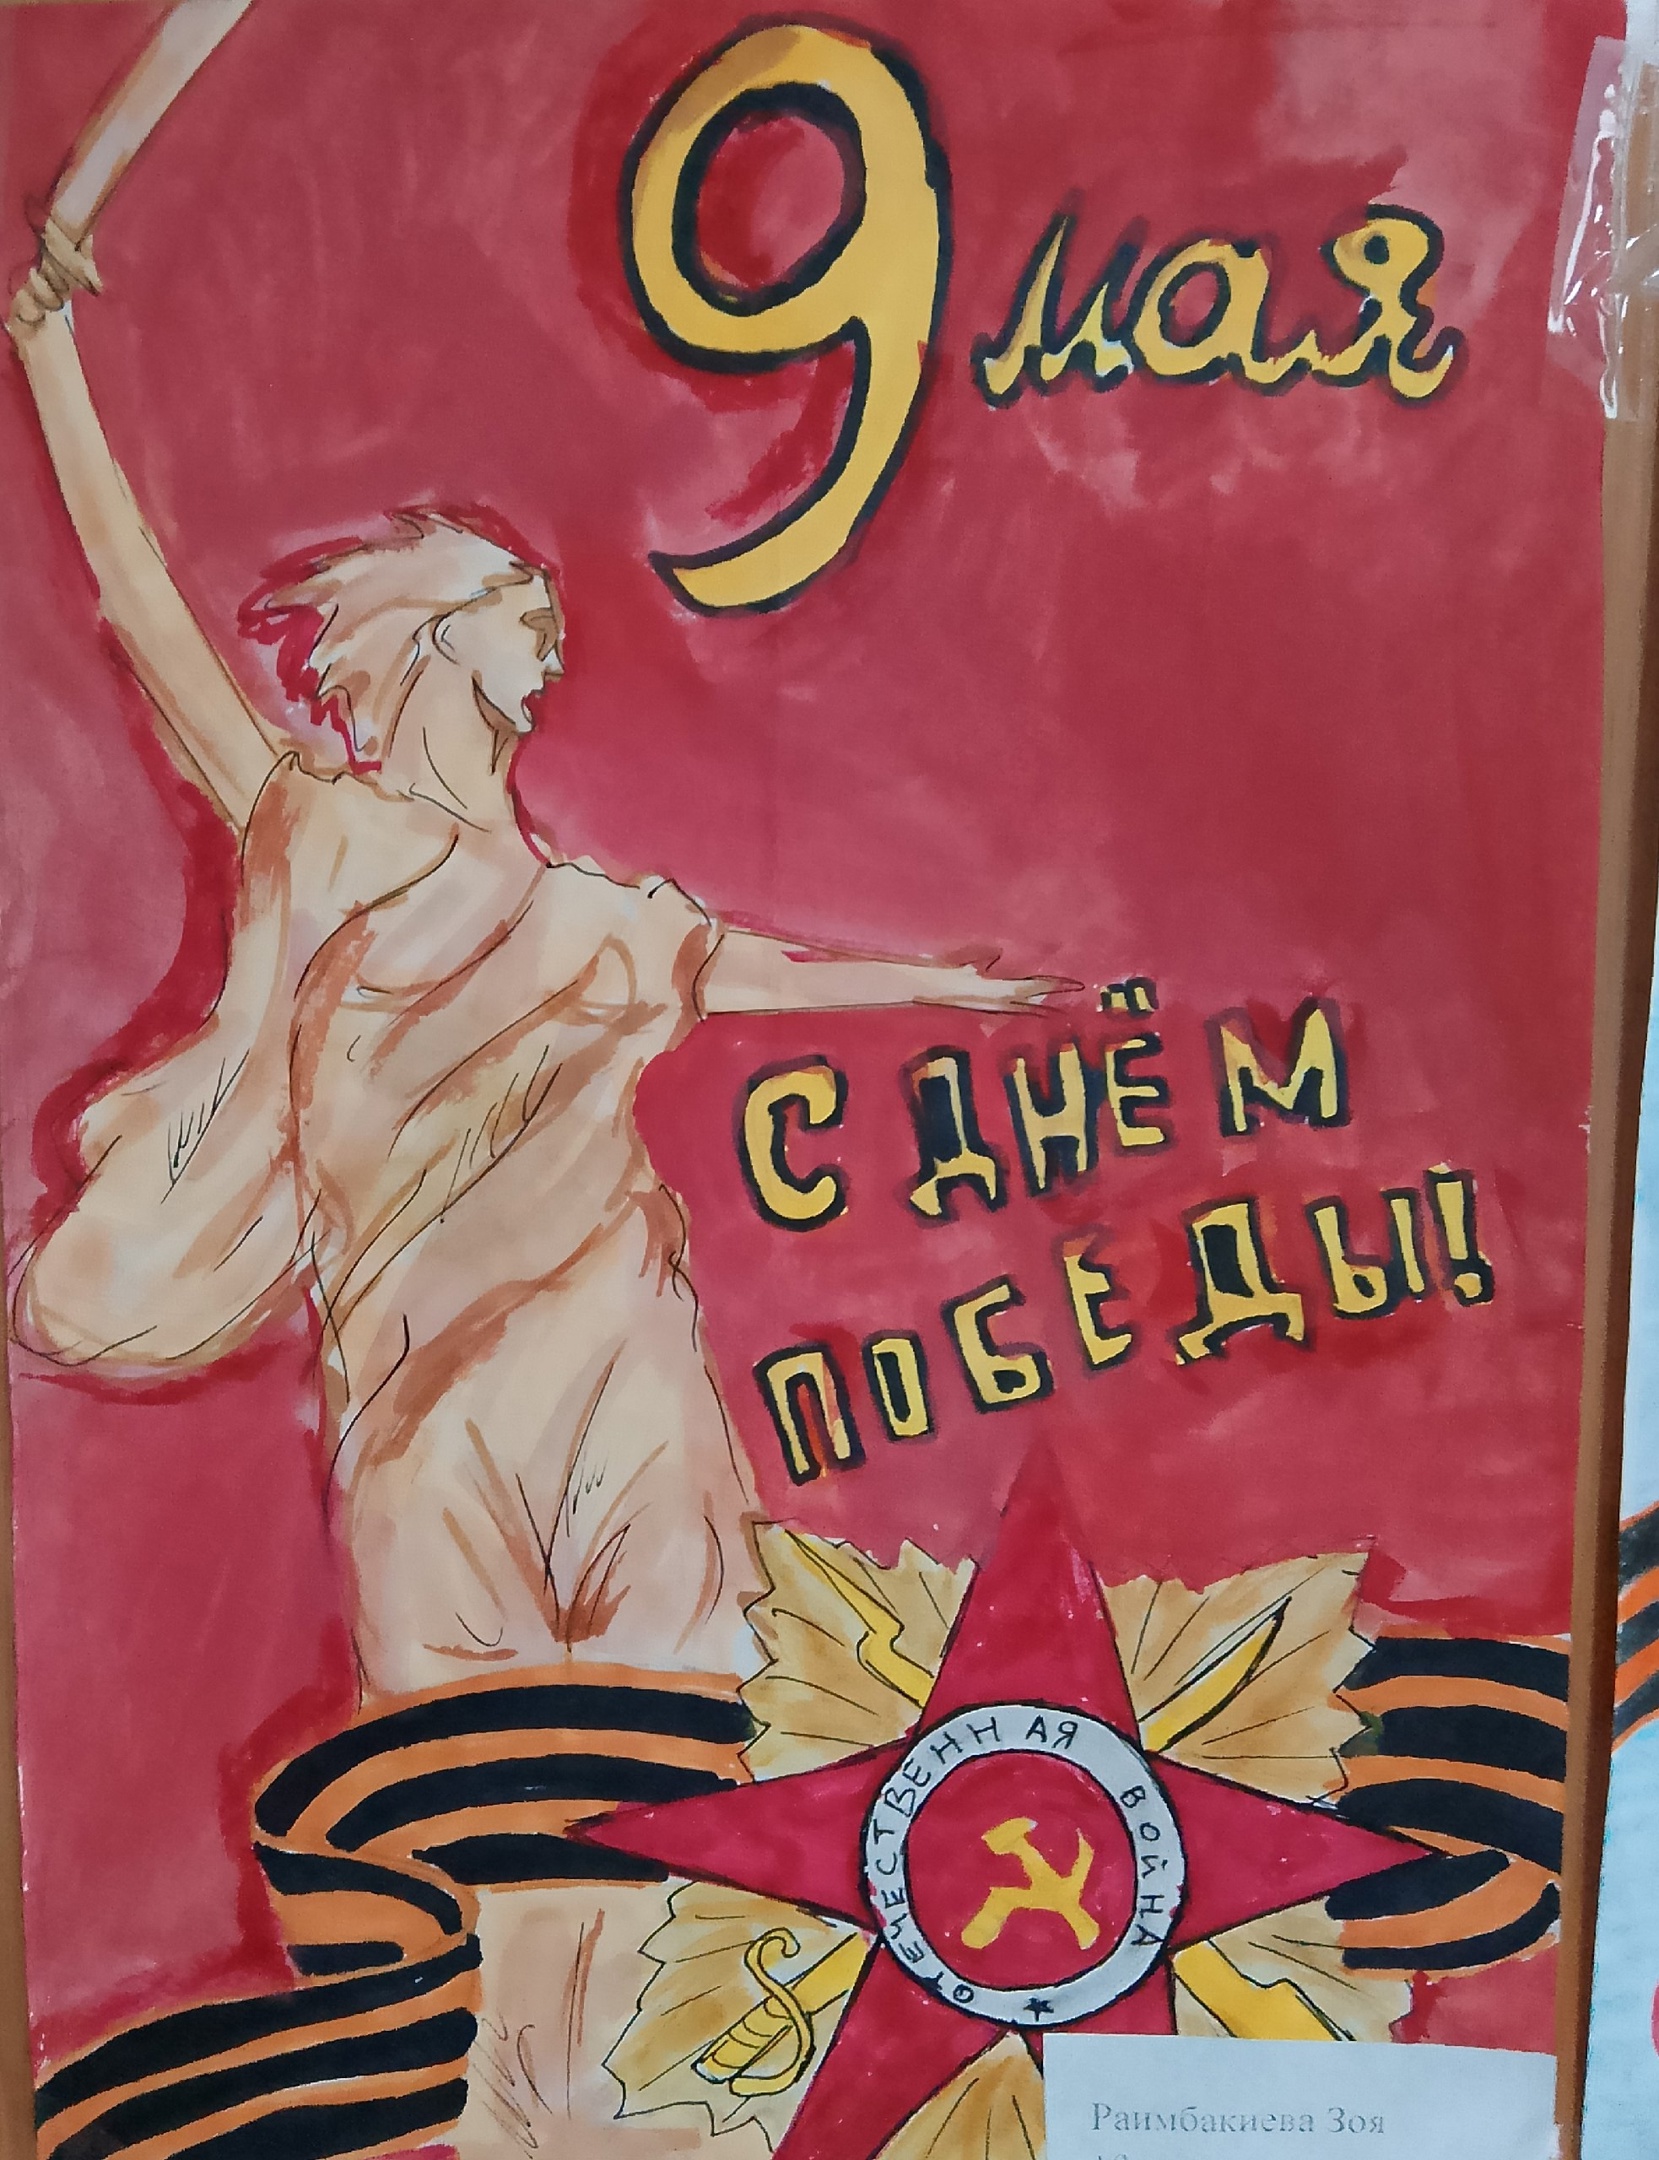 9 мая
С ДНЁМ
ПОБЕДЫ!
ОТЕЧЕСТВЕННАЯ ВОЙНА
Раимбакиева Зоя